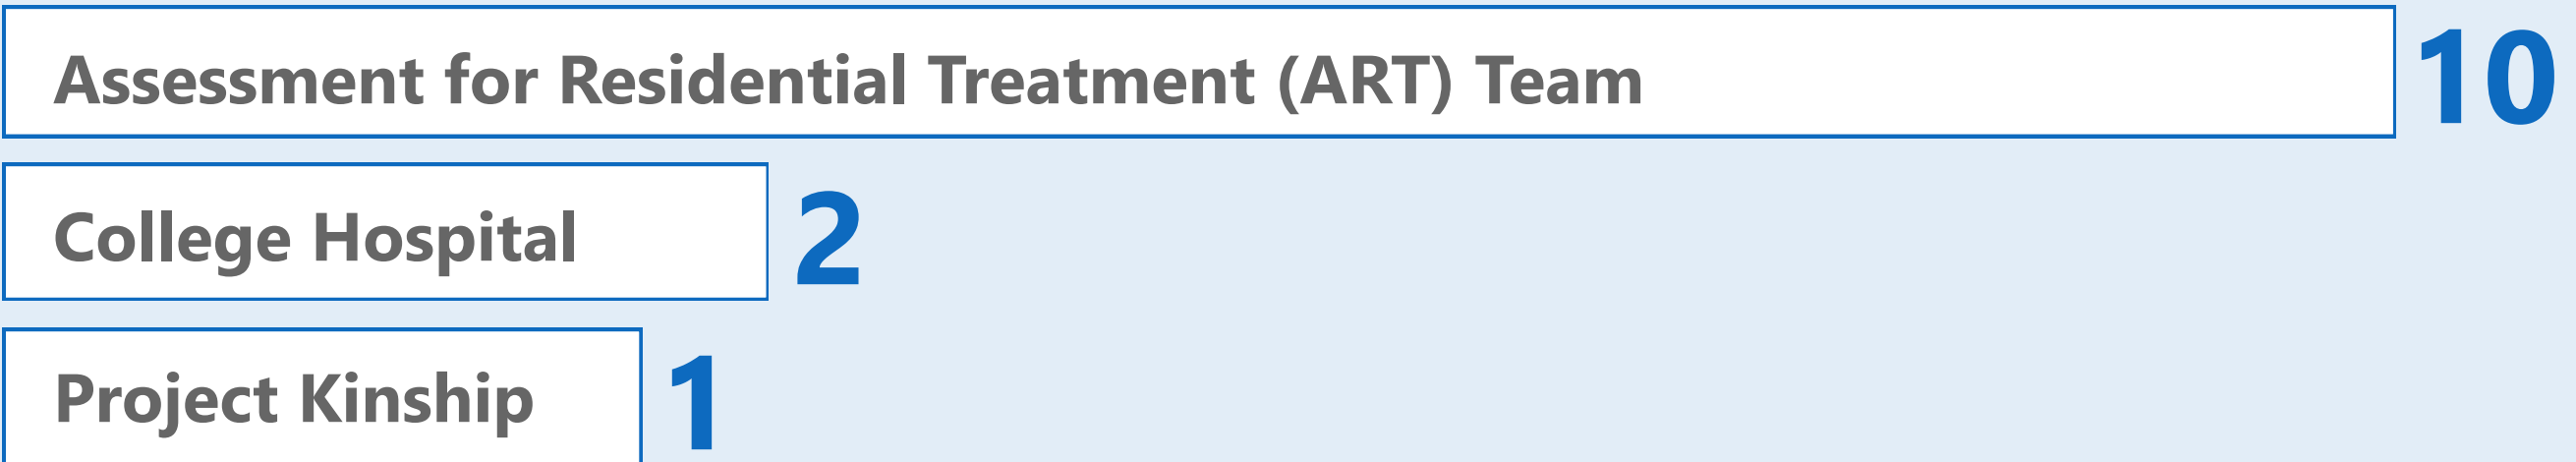 Assessment for Residential Treatment (ART) Team 10
College Hospital 2
Project Kinship 1